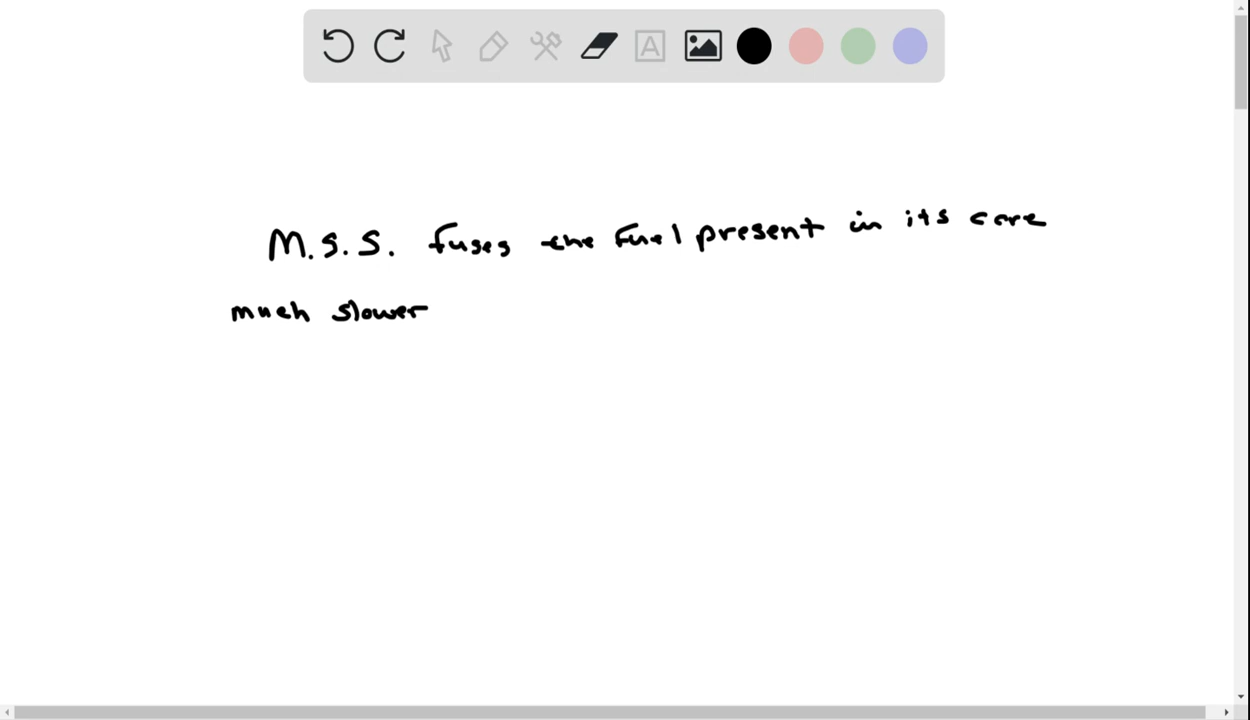 M.S.S. fuses the fuel present in its core
much slower